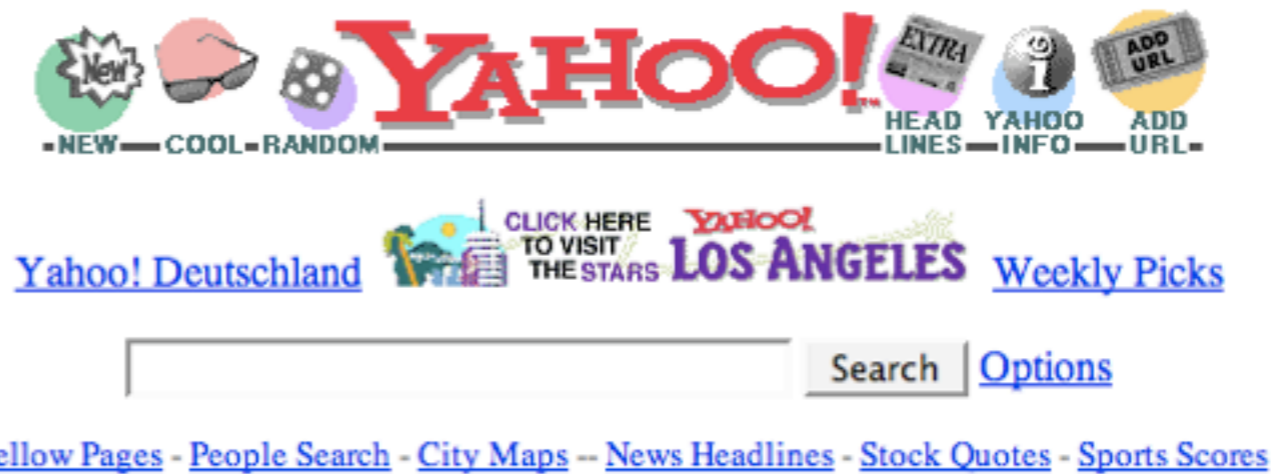 New EXTRA i ADD URL
YAHOO!™
NEW COOL RANDOM HEAD LINES YAHOO INFO ADD URL
Yahoo! Deutschland CLICK HERE TO VISIT THE STARS YAHOO! LOS ANGELES Weekly Picks
Search Options
ellow Pages - People Search - City Maps -- News Headlines - Stock Quotes - Sports Scores